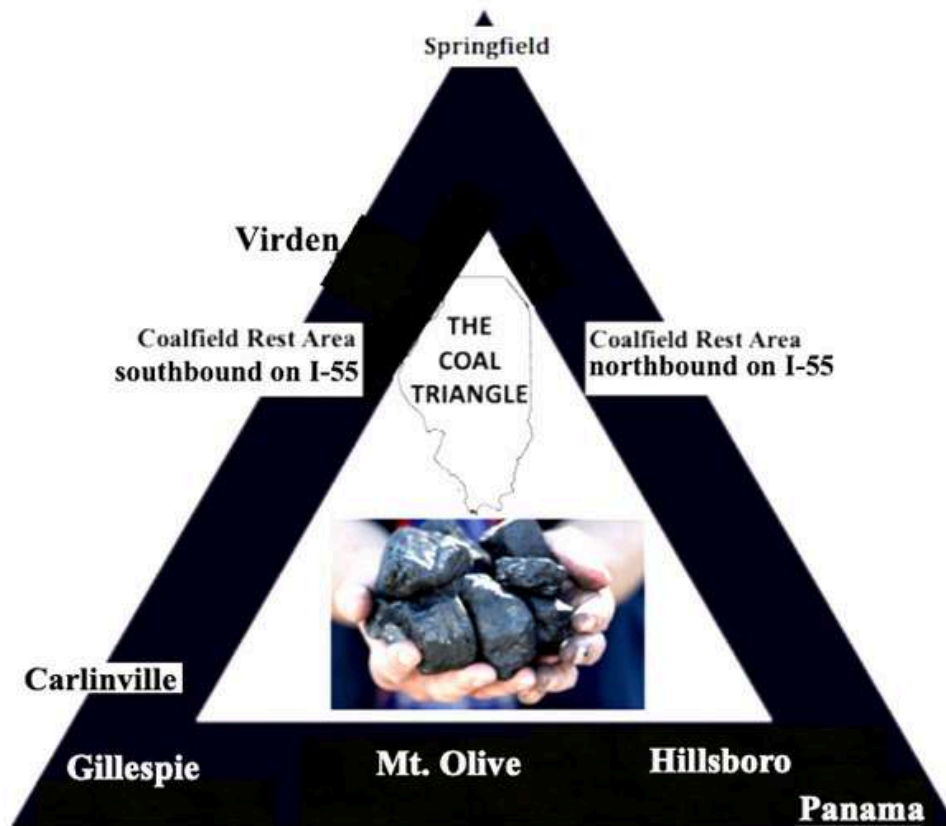 Springfield
Virden
Coalfield Rest Area
southbound on I-55
THE
COAL
TRIANGLE
Coalfield Rest Area
northbound on I-55
Carlinville
Gillespie
Mt. Olive
Hillsboro
Panama